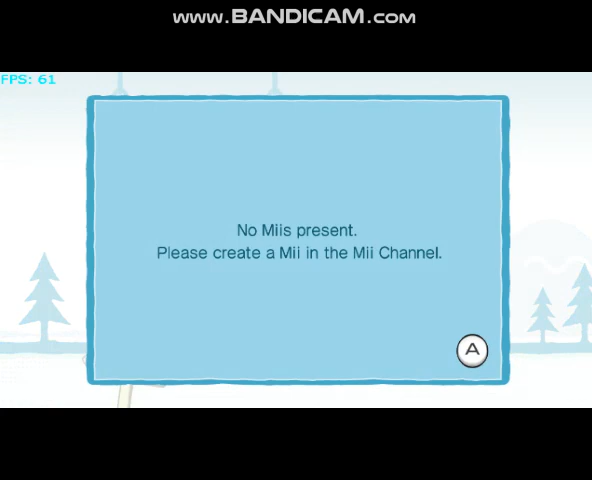 www.BANDICAM.com
FPS: 61
No Miis present.
Please create a Mii in the Mii Channel.
A